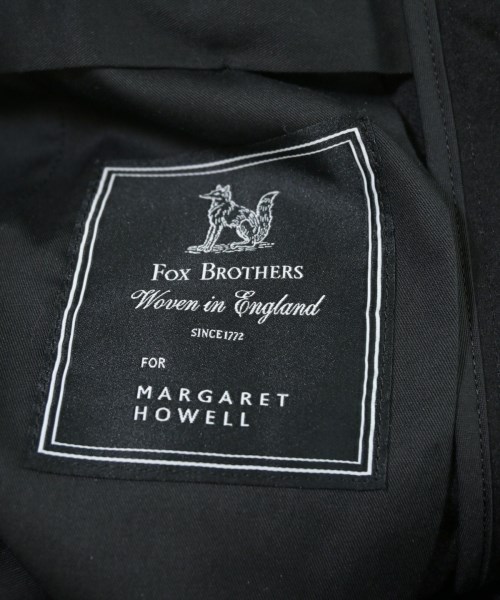 FOX BROTHERS
Woven in England
SINCE 1772
FOR
MARGARET
HOWELL